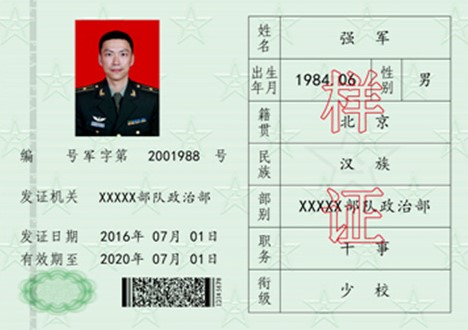 编 号 军 字 第 2001988 号
发证机关 XXXXX部队政治部
发证日期 2016年 07月 01日
有效期至 2020年 07月 01日
姓名 强 军
出生年月 1984.06 性别 男
籍贯 北 京
民族 汉 族
部别 XXXXX部队政治部
职务 干 事
衔级 少 校
样
证